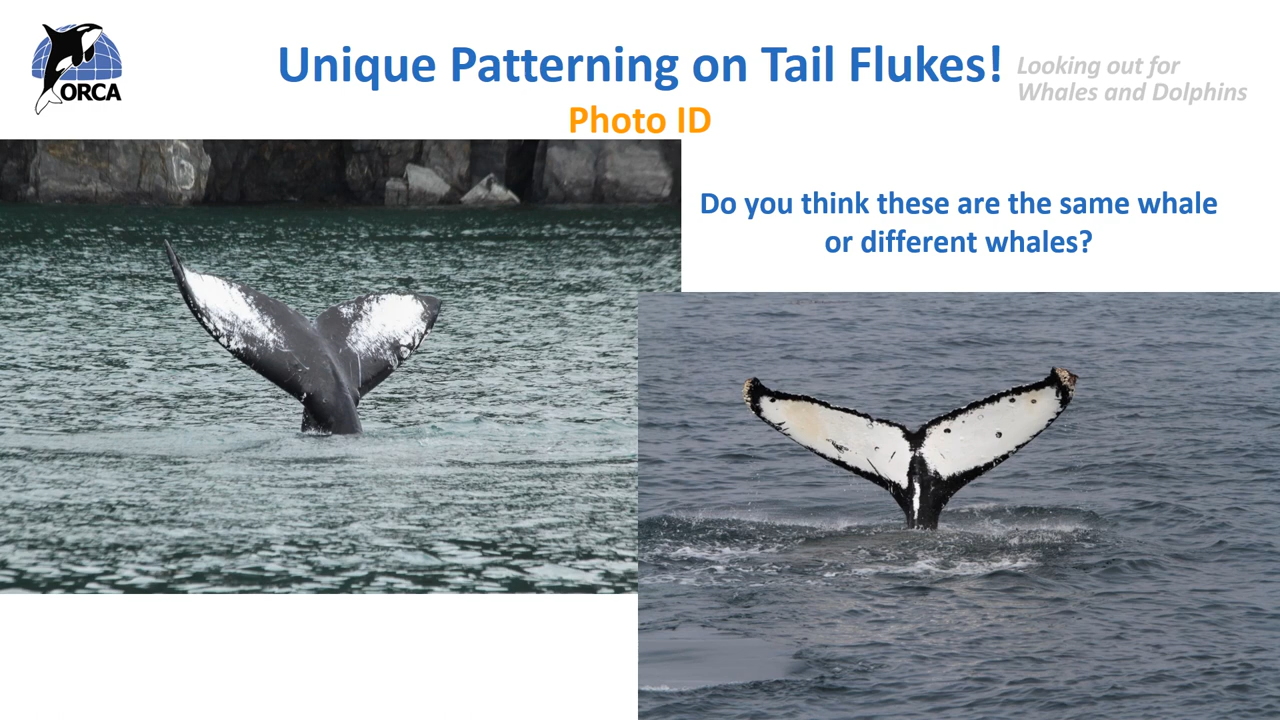 ORCA
Unique Patterning on Tail Flukes!
Photo ID
Looking out for
Whales and Dolphins
Do you think these are the same whale
or different whales?